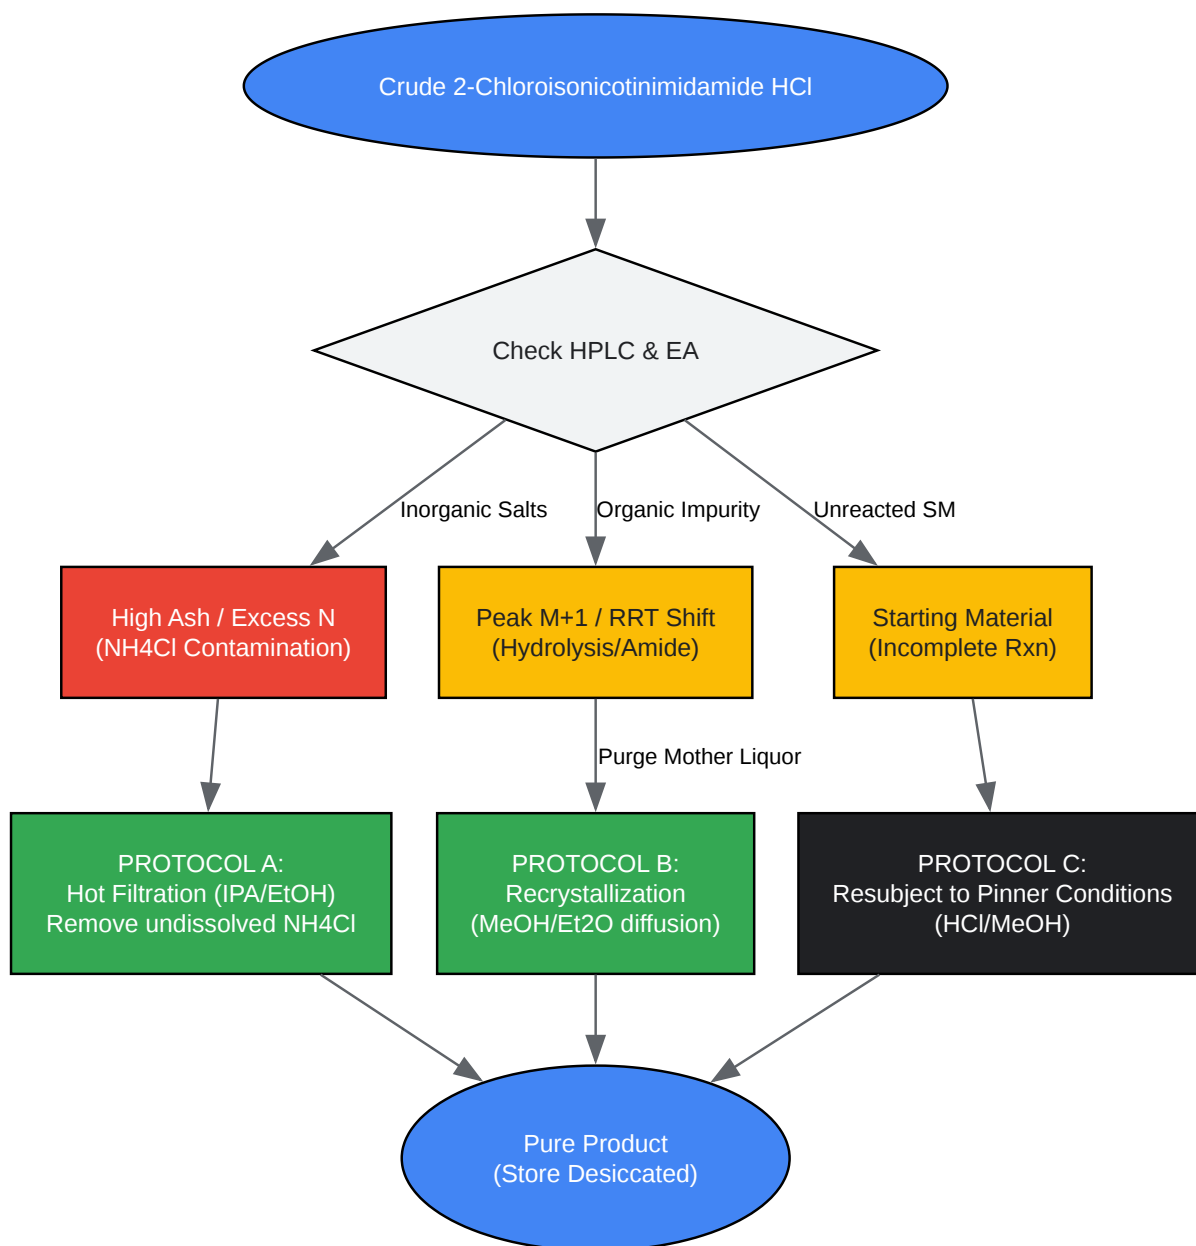 Crude 2-Chloroisonicotinimidamide HCl
Check HPLC & EA
Inorganic Salts
Organic Impurity
Unreacted SM
High Ash / Excess N
(NH4Cl Contamination)
Peak M+1 / RRT Shift
(Hydrolysis/Amide)
Starting Material
(Incomplete Rxn)
Purge Mother Liquor
PROTOCOL A:
Hot Filtration (IPA/EtOH)
Remove undissolved NH4Cl
PROTOCOL B:
Recrystallization
(MeOH/Et2O diffusion)
PROTOCOL C:
Resubject to Pinner Conditions
(HCl/MeOH)
Pure Product
(Store Desiccated)